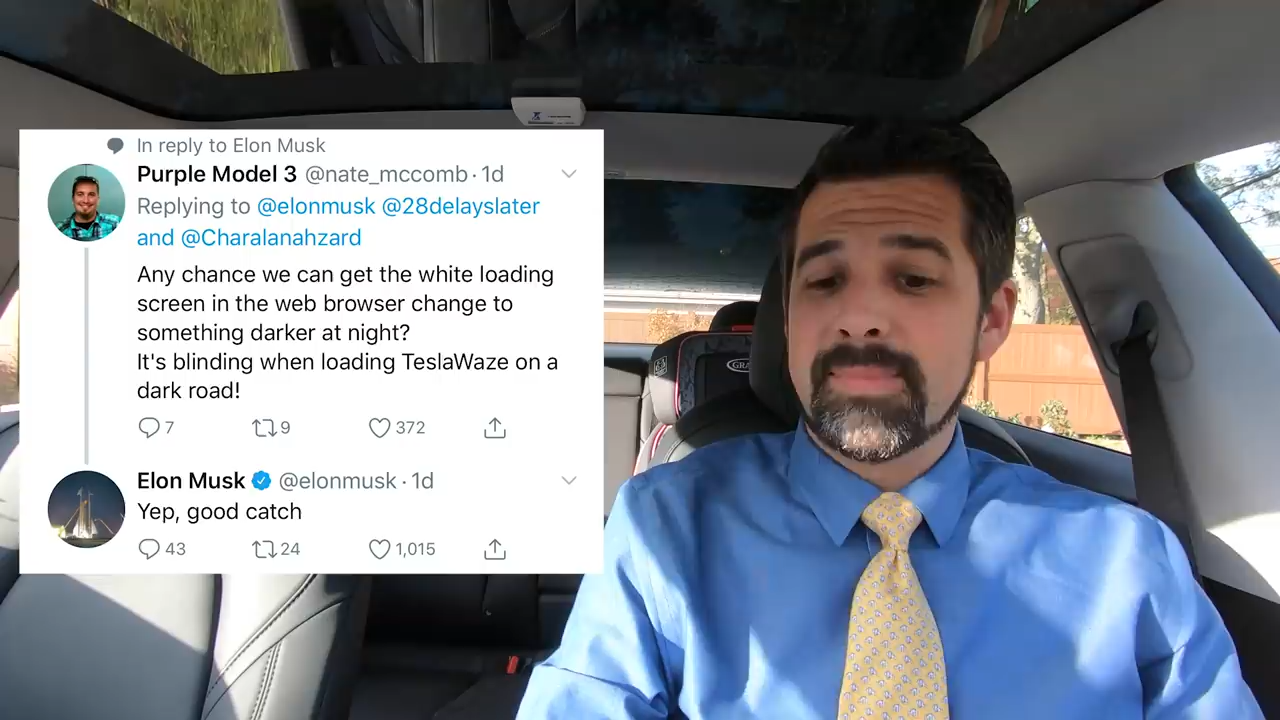 In reply to Elon Musk
Purple Model 3 @nate_mccomb · 1d
Replying to @elonmusk @28delayslater
and @Charalanahzard
Any chance we can get the white loading
screen in the web browser change to
something darker at night?
It's blinding when loading TeslaWaze on a
dark road!
7 9 372
Elon Musk @elonmusk · 1d
Yep, good catch
43 24 1,015
GRA